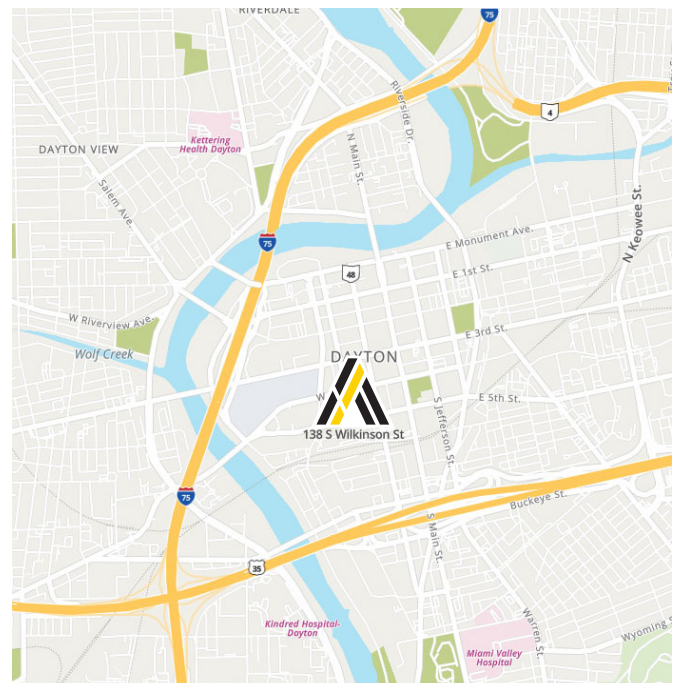 RIVERDALE
75
4
Riverside Dr.
N Main St.
Kettering
Health Dayton
DAYTON VIEW
Salem Ave.
N Keowee St.
E Monument Ave.
75
48
E 1st St.
W Riverview Ave.
E 3rd St.
Wolf Creek
DAYTON
W
E 5th St.
S Jefferson St.
138 S Wilkinson St
75
Buckeye St.
S Main St.
35
Kindred Hospital-
Dayton
Warren St.
Wyoming S
Miami Valley
Hospital